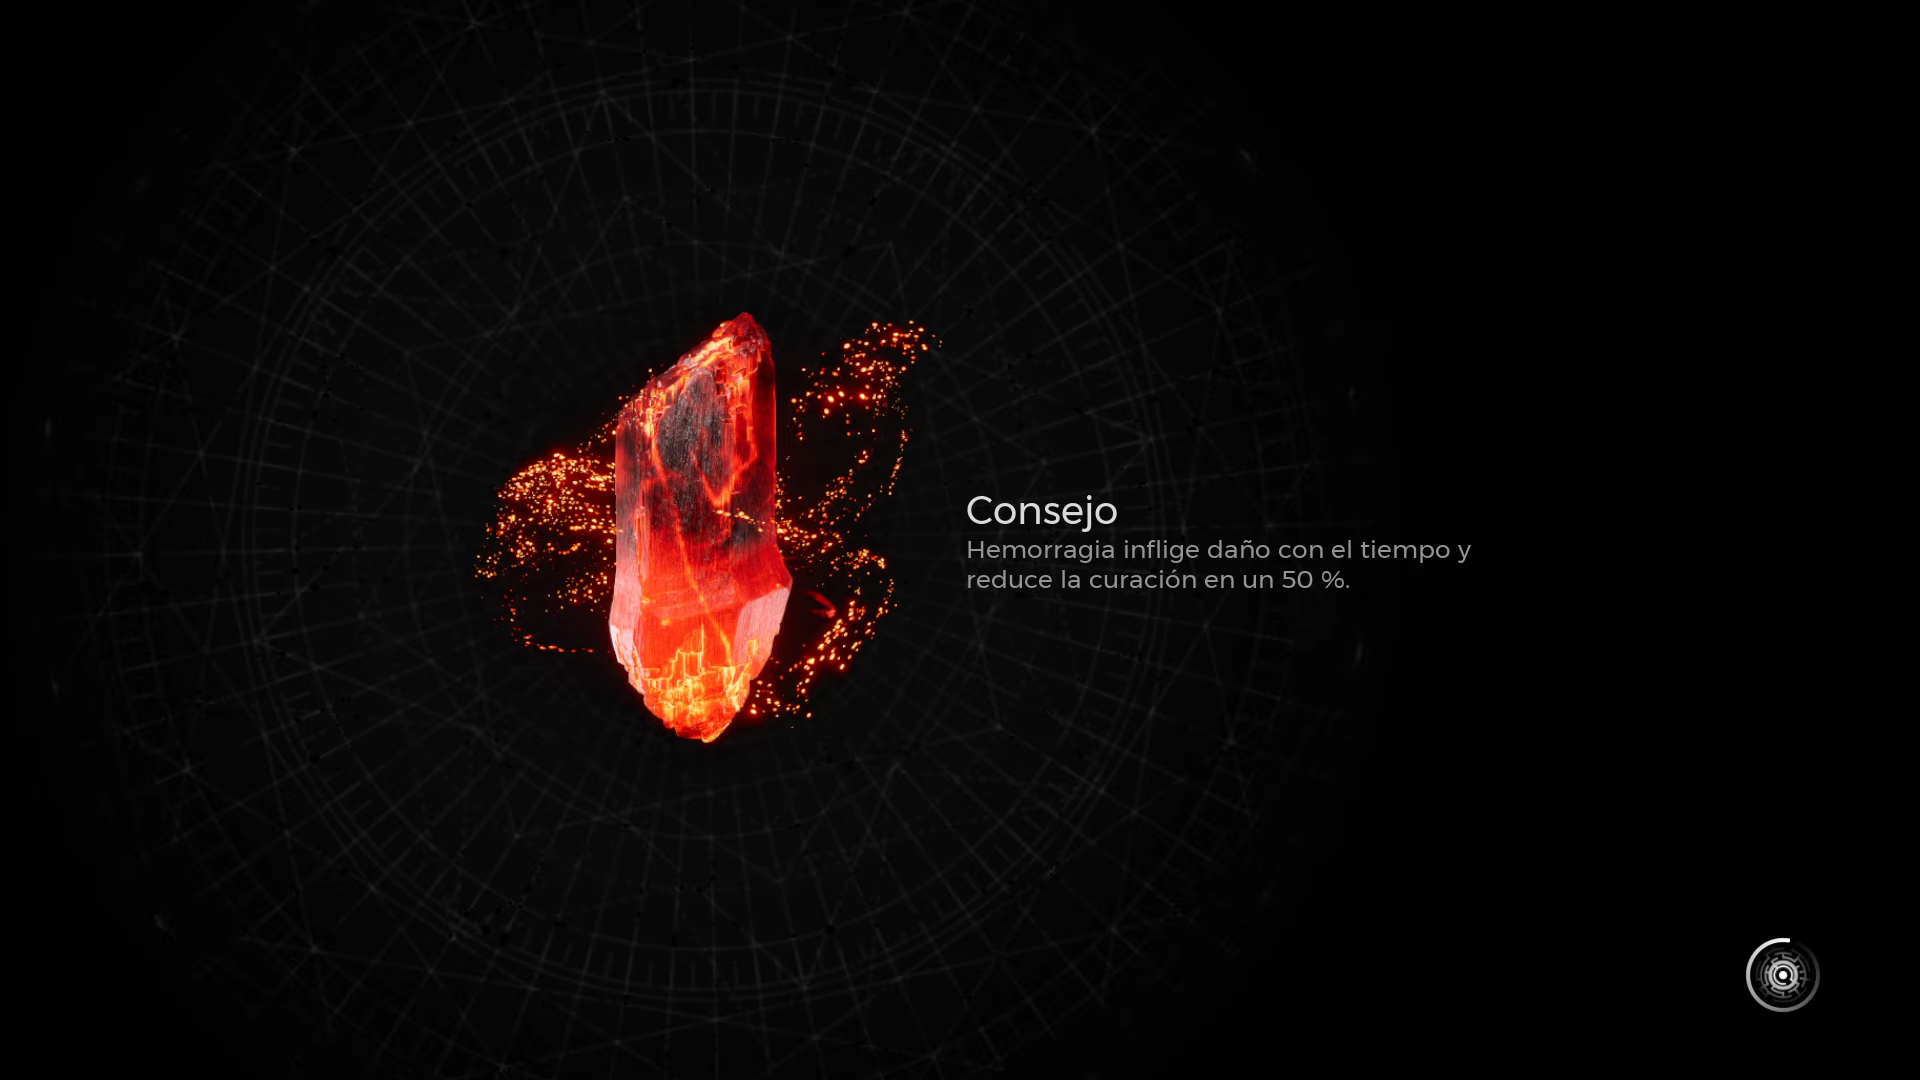 Consejo
Hemorragia inflige daño con el tiempo y
reduce la curación en un 50 %.